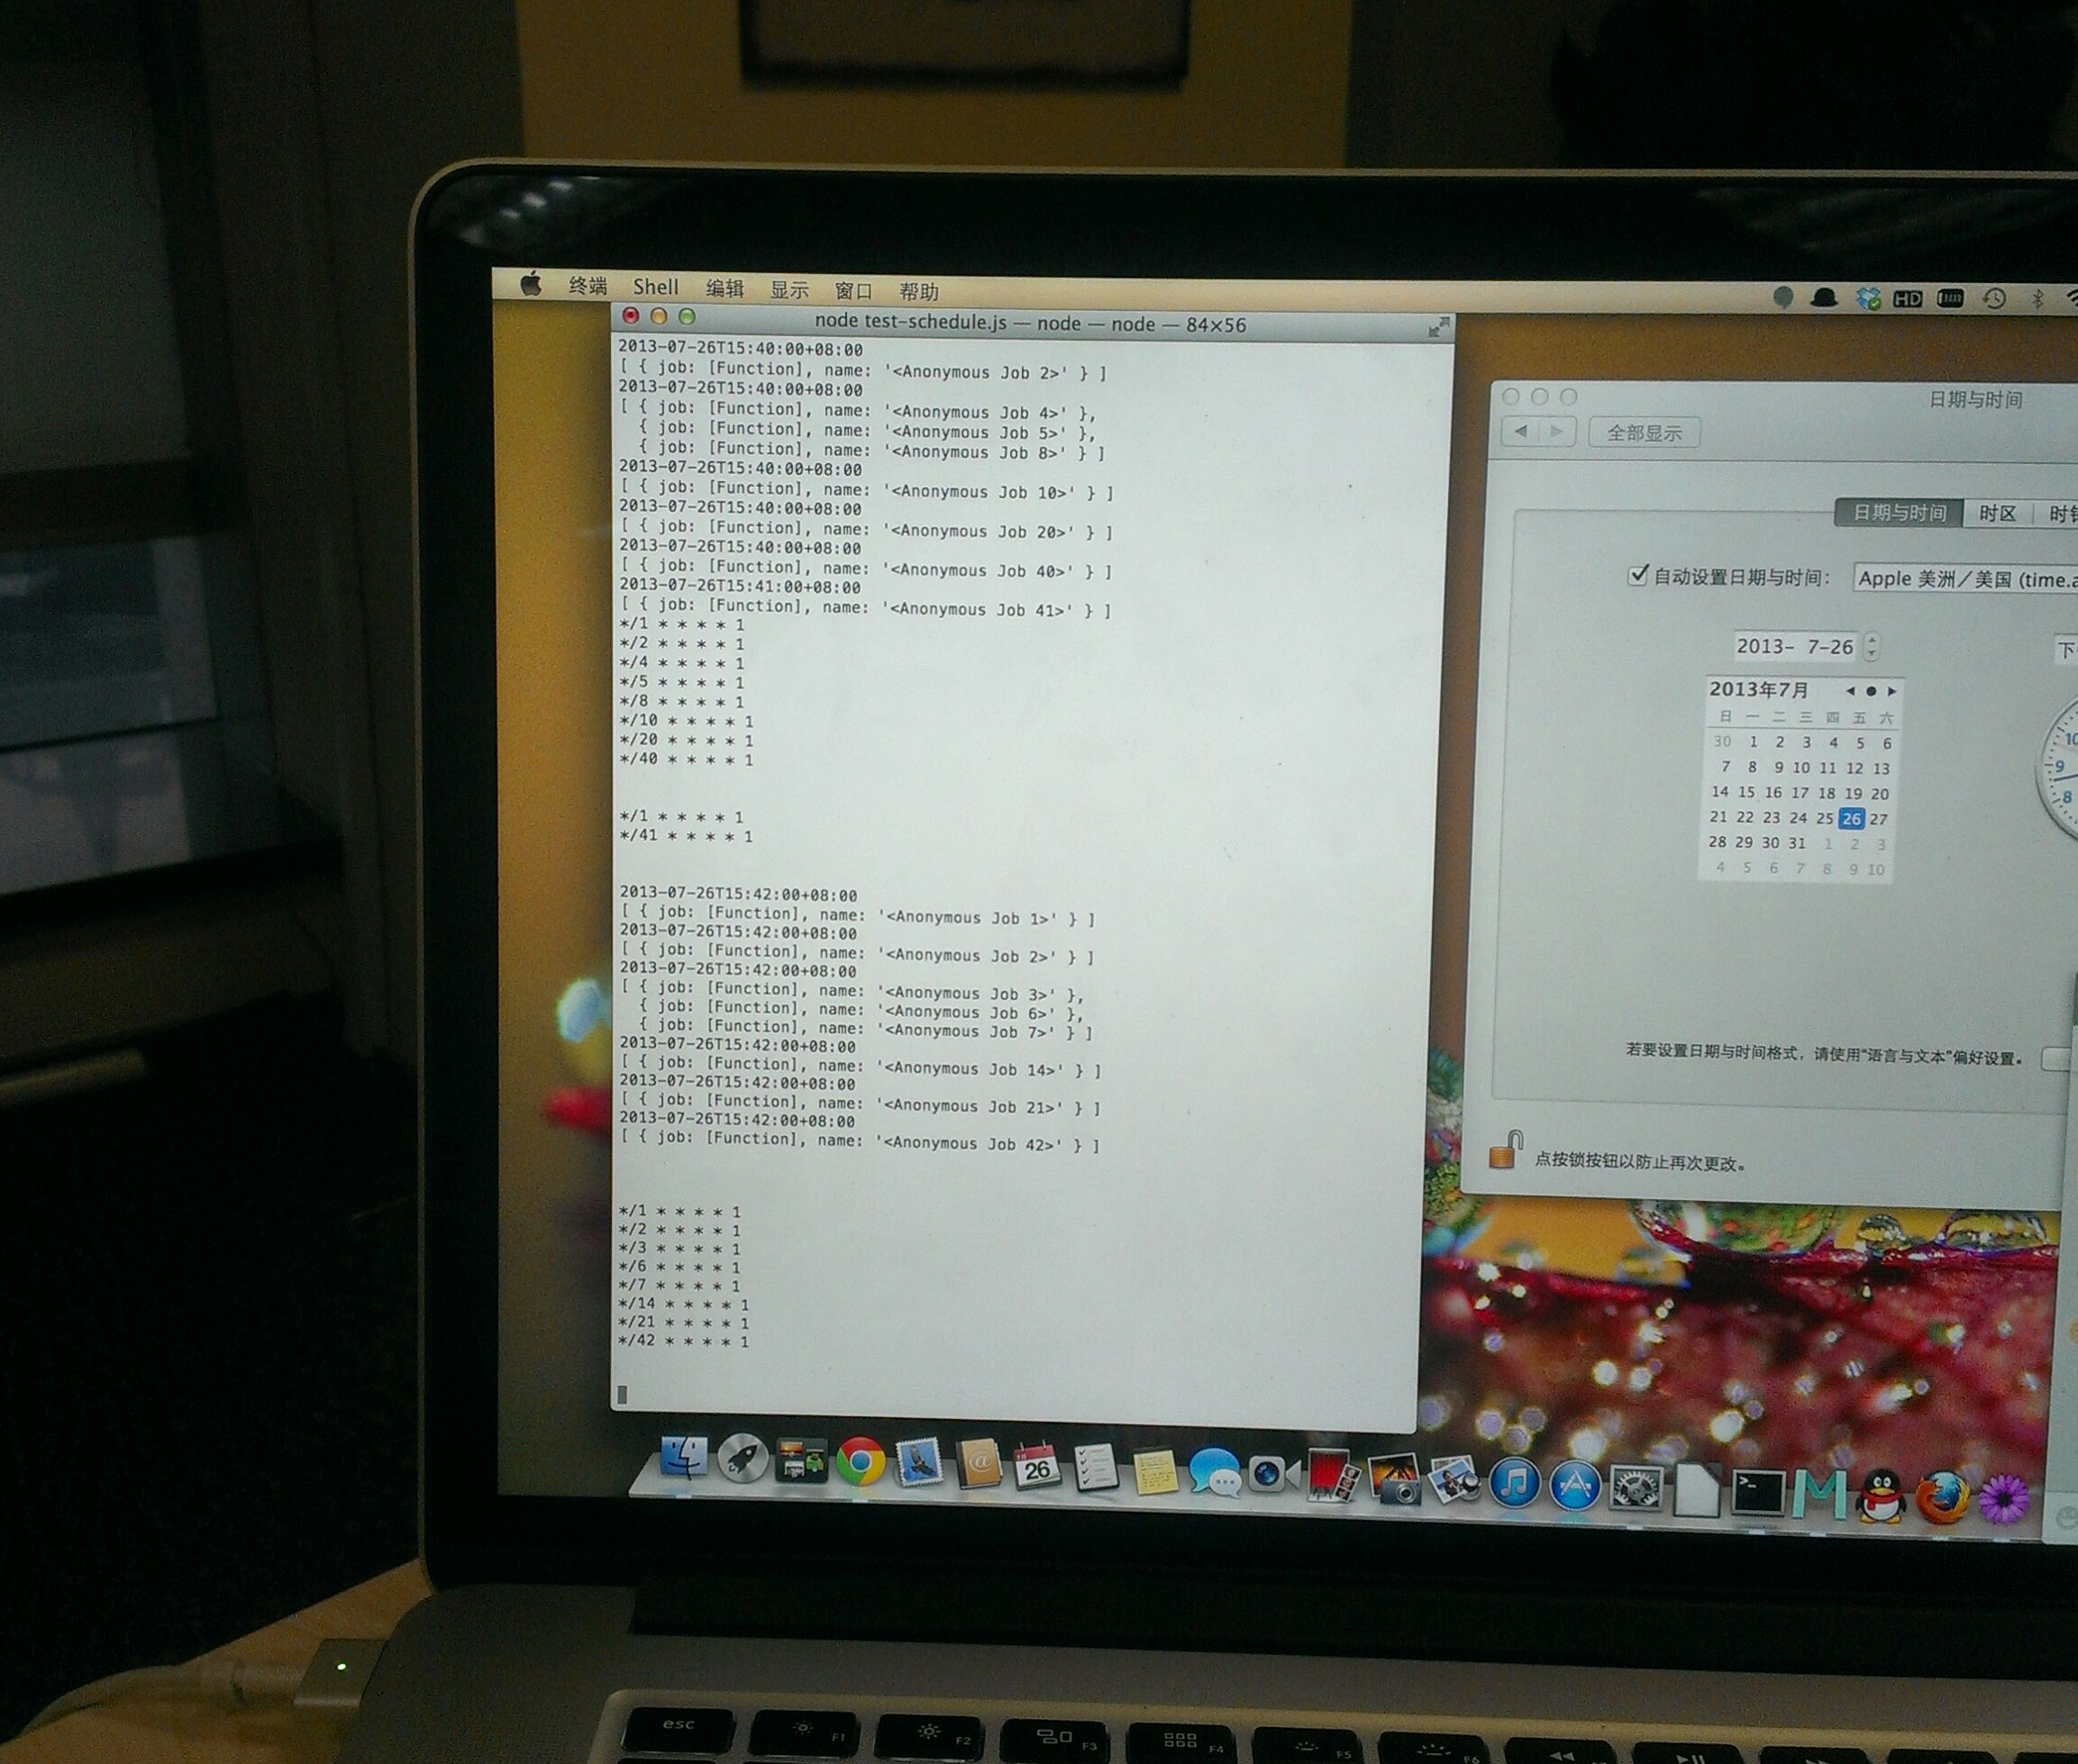 终端 Shell 编辑 显示 窗口 帮助
HD
node test-schedule.js — node — node — 84×56
2013-07-26T15:40:00+08:00
[ { job: [Function], name: '<Anonymous Job 2>' } ]
2013-07-26T15:40:00+08:00
[ { job: [Function], name: '<Anonymous Job 4>' },
{ job: [Function], name: '<Anonymous Job 5>' },
{ job: [Function], name: '<Anonymous Job 8>' } ]
2013-07-26T15:40:00+08:00
[ { job: [Function], name: '<Anonymous Job 10>' } ]
2013-07-26T15:40:00+08:00
[ { job: [Function], name: '<Anonymous Job 20>' } ]
2013-07-26T15:40:00+08:00
[ { job: [Function], name: '<Anonymous Job 40>' } ]
2013-07-26T15:41:00+08:00
[ { job: [Function], name: '<Anonymous Job 41>' } ]
*/1 * * * * 1
*/2 * * * * 1
*/4 * * * * 1
*/5 * * * * 1
*/8 * * * * 1
*/10 * * * * 1
*/20 * * * * 1
*/40 * * * * 1
*/1 * * * * 1
*/41 * * * * 1
2013-07-26T15:42:00+08:00
[ { job: [Function], name: '<Anonymous Job 1>' } ]
2013-07-26T15:42:00+08:00
[ { job: [Function], name: '<Anonymous Job 2>' } ]
2013-07-26T15:42:00+08:00
[ { job: [Function], name: '<Anonymous Job 3>' },
{ job: [Function], name: '<Anonymous Job 6>' },
{ job: [Function], name: '<Anonymous Job 7>' } ]
2013-07-26T15:42:00+08:00
[ { job: [Function], name: '<Anonymous Job 14>' } ]
2013-07-26T15:42:00+08:00
[ { job: [Function], name: '<Anonymous Job 21>' } ]
2013-07-26T15:42:00+08:00
[ { job: [Function], name: '<Anonymous Job 42>' } ]
*/1 * * * * 1
*/2 * * * * 1
*/3 * * * * 1
*/6 * * * * 1
*/7 * * * * 1
*/14 * * * * 1
*/21 * * * * 1
*/42 * * * * 1
日期与时间
全部显示
日期与时间 时区 时钟
自动设置日期与时间： Apple 美洲／美国 (time.a
2013- 7-26
下
2013年7月
日 一 二 三 四 五 六
30 1 2 3 4 5 6
7 8 9 10 11 12 13
14 15 16 17 18 19 20
21 22 23 24 25 26 27
28 29 30 31 1 2 3
4 5 6 7 8 9 10
10
9
8
若要设置日期与时间格式，请使用“语言与文本”偏好设置。
点按锁按钮以防止再次更改。
26
esc F1 F2 F3 F4 F5 F6